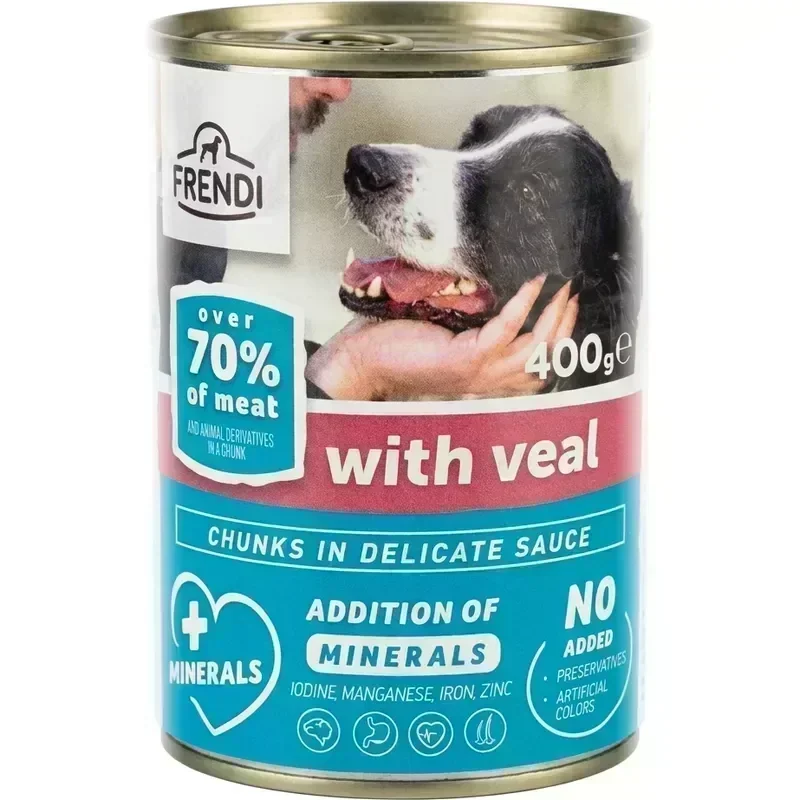 FRENDI
over
70%
of meat
AND ANIMAL DERIVATIVES
IN A CHUNK
400g℮
with veal
CHUNKS IN DELICATE SAUCE
+
MINERALS
ADDITION OF
MINERALS
IODINE, MANGANESE, IRON, ZINC
NO
ADDED
• PRESERVATIVES
• ARTIFICIAL
COLORS